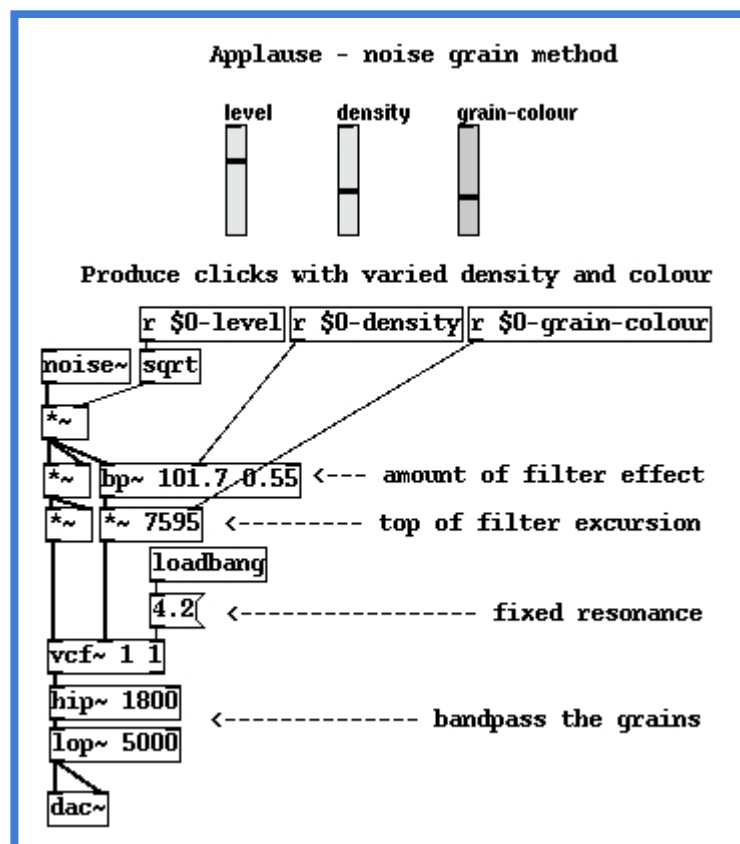 Applause - noise grain method
level density grain-colour
Produce clicks with varied density and colour
r $0-level r $0-density r $0-grain-colour
noise~ sqrt
*~
*~ bp~ 101.7 0.55 <--- amount of filter effect
*~ *~ 7595 <--------- top of filter excursion
loadbang
4.2 <---------------- fixed resonance
vcf~ 1 1
hip~ 1800
<------------- bandpass the grains
lop~ 5000
dac~